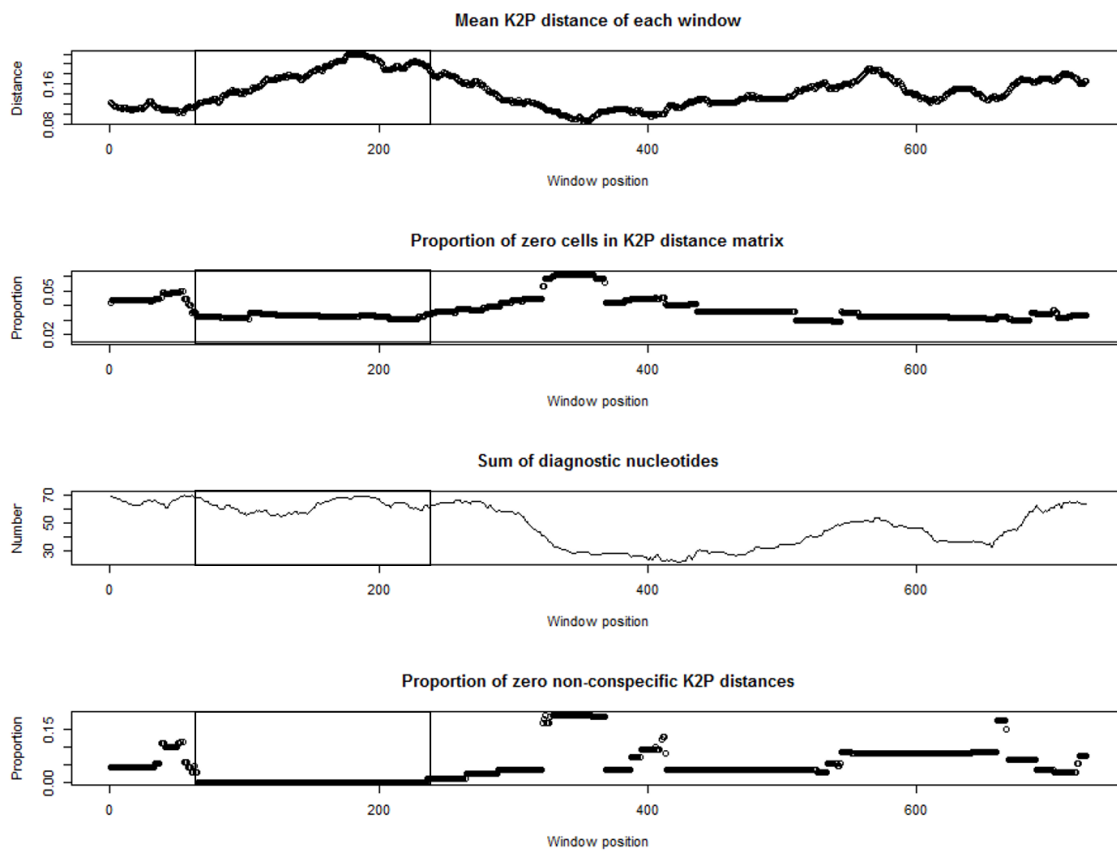 Mean K2P distance of each window
Distance
0.08 0.16
0 200 400 600
Window position
Proportion of zero cells in K2P distance matrix
Proportion
0.02 0.05
0 200 400 600
Window position
Sum of diagnostic nucleotides
Number
30 50 70
0 200 400 600
Window position
Proportion of zero non-conspecific K2P distances
Proportion
0.00 0.15
0 200 400 600
Window position